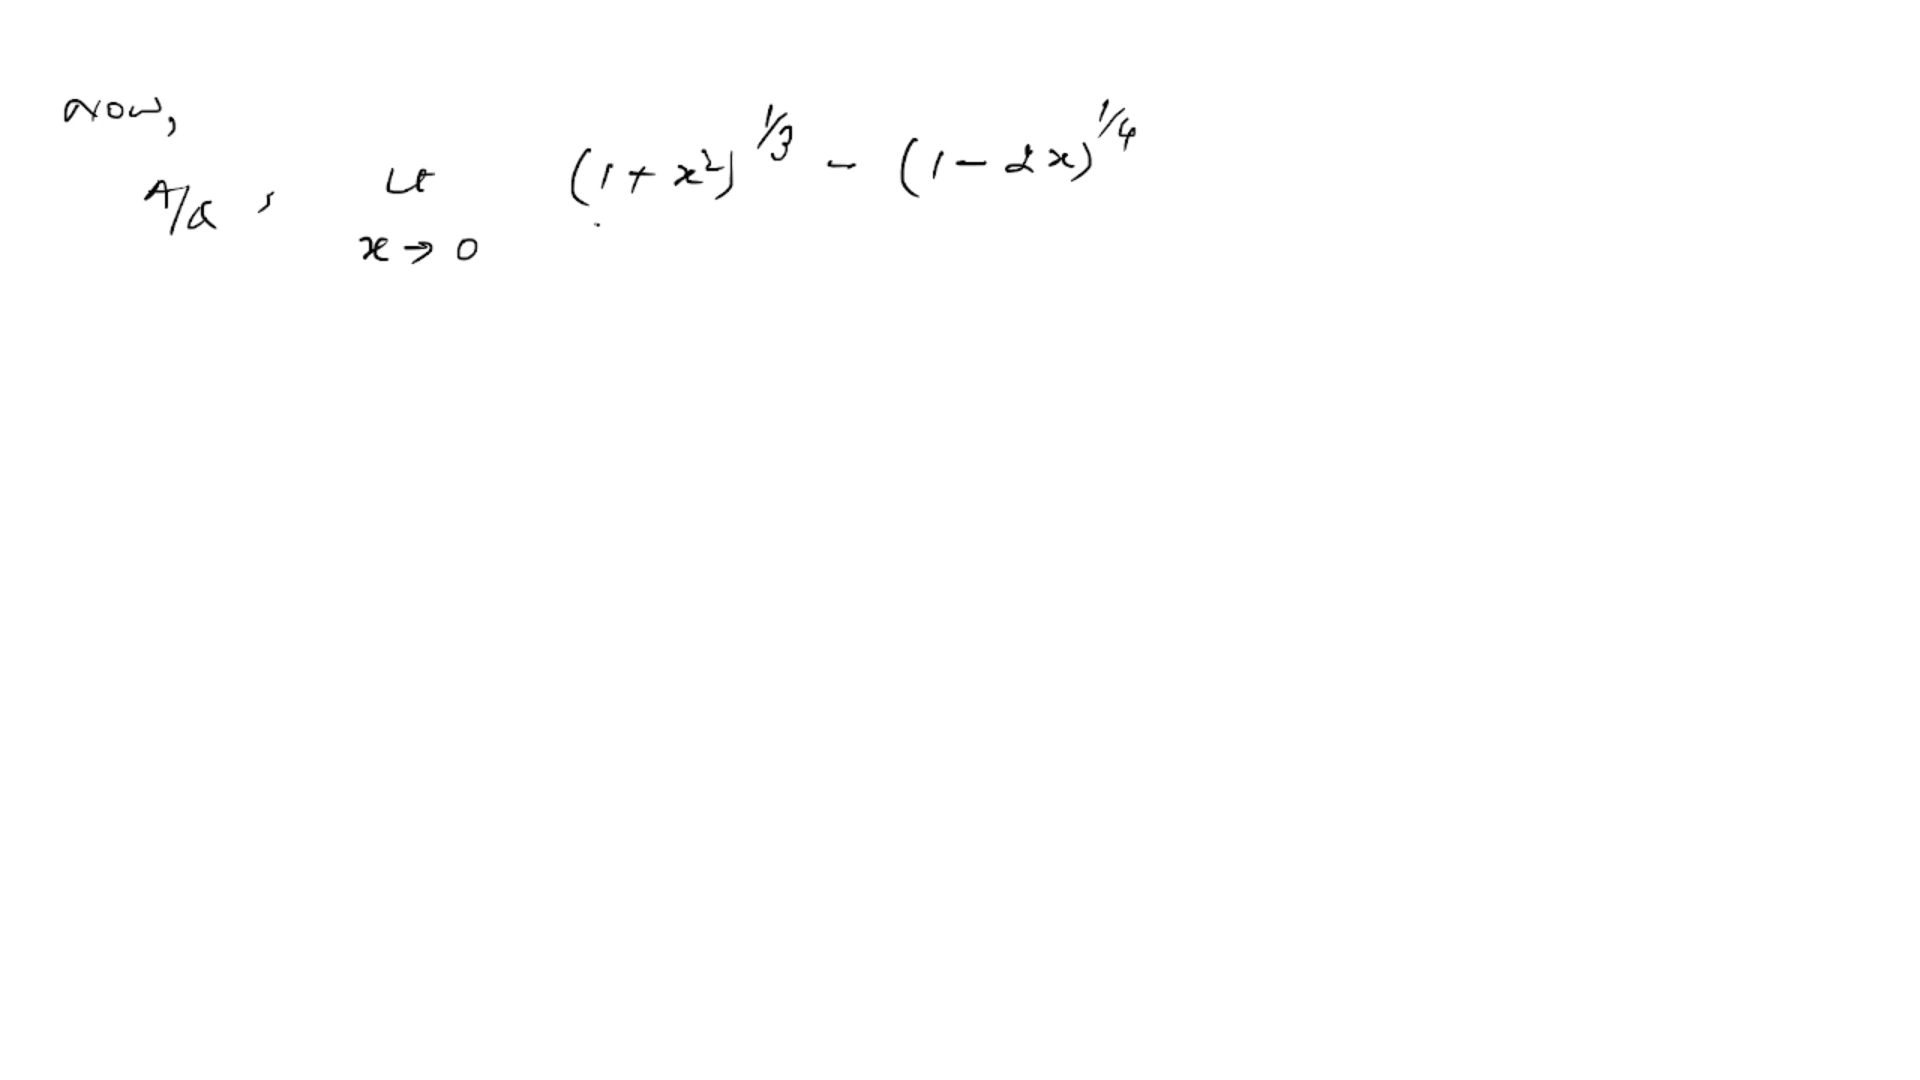 Now,
A/Q, Lt (1 + x²)^1/3 - (1 - 2x)^1/4
x → 0